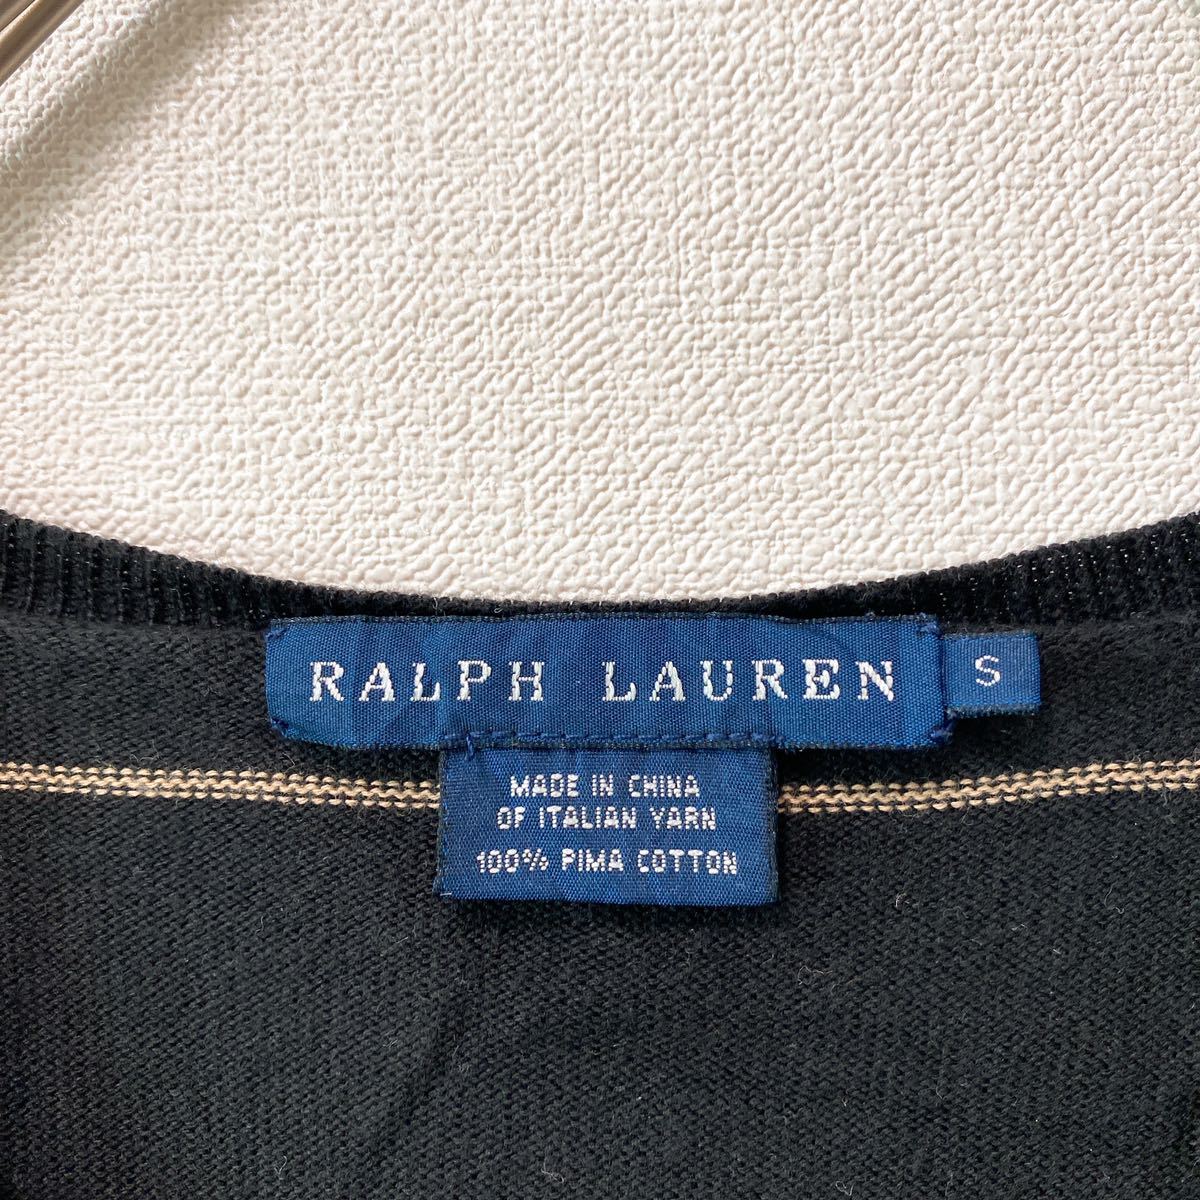 RALPH LAUREN
S
MADE IN CHINA
OF ITALIAN YARN
100% PIMA COTTON